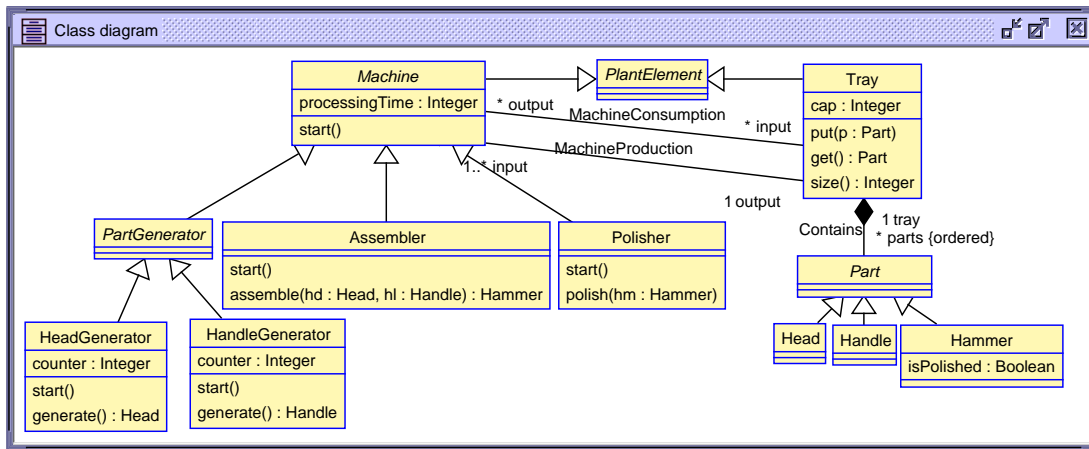 Class diagram
Machine
processingTime : Integer
start()
PlantElement
Tray
cap : Integer
put(p : Part)
get() : Part
size() : Integer
* output
MachineConsumption
* input
MachineProduction
1..* input
1 output
1 tray
Contains
* parts {ordered}
PartGenerator
Assembler
start()
assemble(hd : Head, hl : Handle) : Hammer
Polisher
start()
polish(hm : Hammer)
Part
HeadGenerator
counter : Integer
start()
generate() : Head
HandleGenerator
counter : Integer
start()
generate() : Handle
Head
Handle
Hammer
isPolished : Boolean